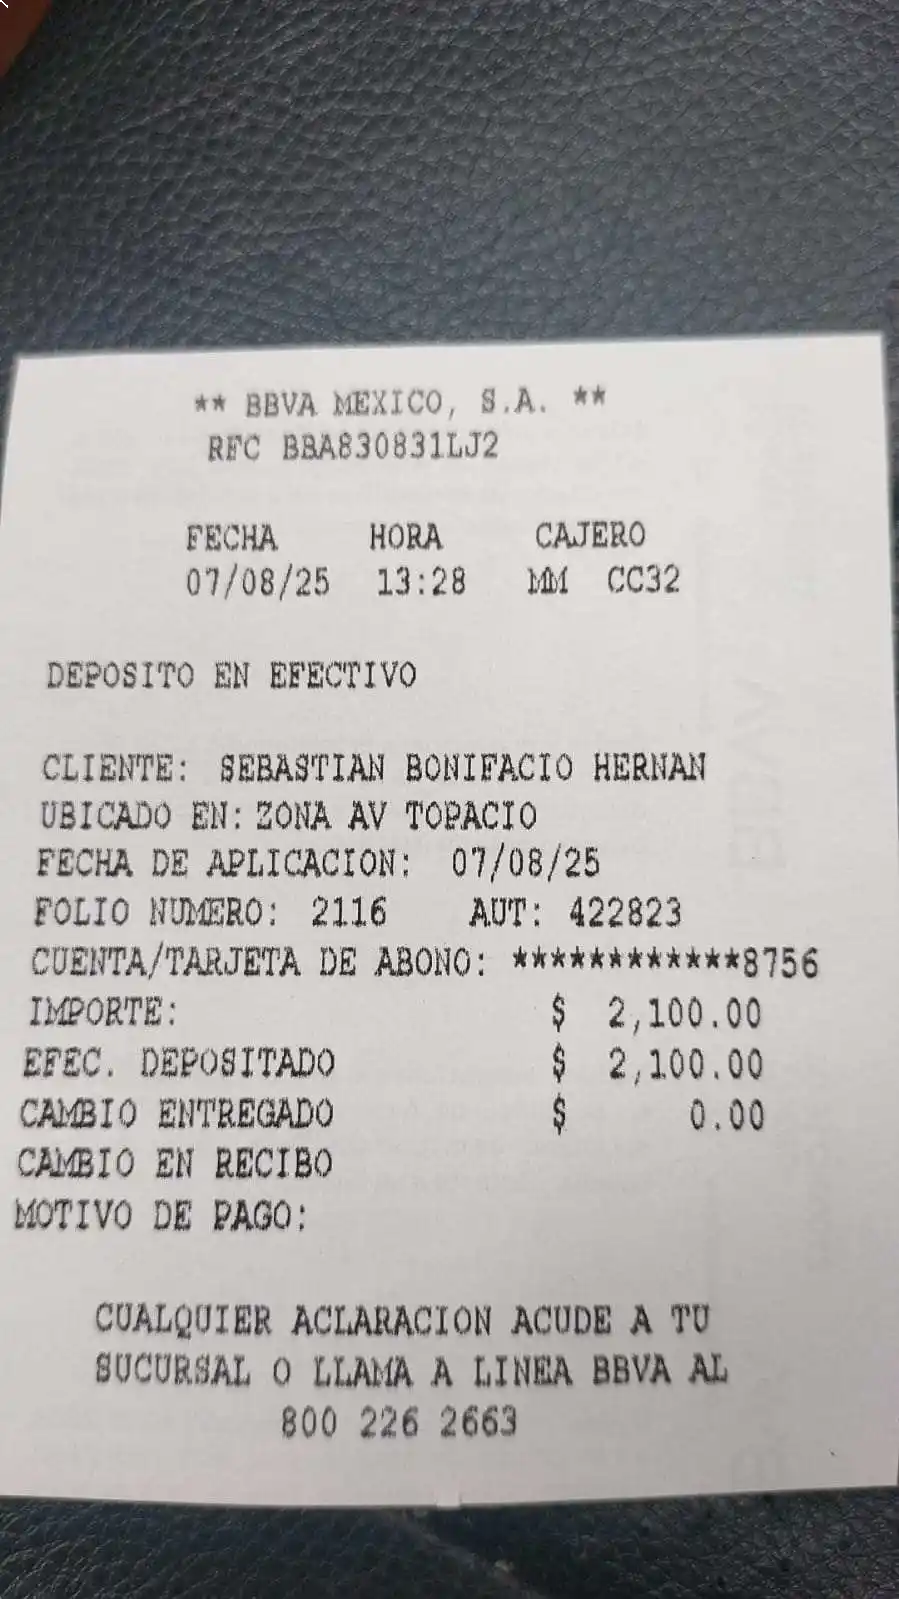 ** BBVA MEXICO, S.A. **
RFC BBA830831LJ2
FECHA HORA CAJERO
07/08/25 13:28 MM CC32
DEPOSITO EN EFECTIVO
CLIENTE: SEBASTIAN BONIFACIO HERNAN
UBICADO EN: ZONA AV TOPACIO
FECHA DE APLICACION: 07/08/25
FOLIO NUMERO: 2116 AUT: 422823
CUENTA/TARJETA DE ABONO: ************8756
IMPORTE: $ 2,100.00
EFEC. DEPOSITADO $ 2,100.00
CAMBIO ENTREGADO $ 0.00
CAMBIO EN RECIBO
MOTIVO DE PAGO:
CUALQUIER ACLARACION ACUDE A TU
SUCURSAL O LLAMA A LINEA BBVA AL
800 226 2663